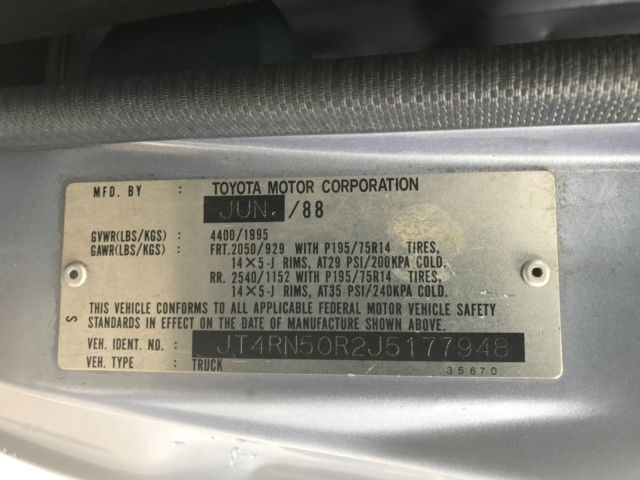 MFD. BY : TOYOTA MOTOR CORPORATION
JUN. /88
GVWR(LBS/KGS) : 4400/1995
GAWR(LBS/KGS) : FRT. 2050/929 WITH P195/75R14 TIRES,
14×5-J RIMS, AT29 PSI/200KPA COLD.
RR. 2540/1152 WITH P195/75R14 TIRES,
14×5-J RIMS, AT35 PSI/240KPA COLD.
THIS VEHICLE CONFORMS TO ALL APPLICABLE FEDERAL MOTOR VEHICLE SAFETY
S STANDARDS IN EFFECT ON THE DATE OF MANUFACTURE SHOWN ABOVE.
VEH. IDENT. NO. : JT4RN50R2J5177948
VEH. TYPE : TRUCK 35670